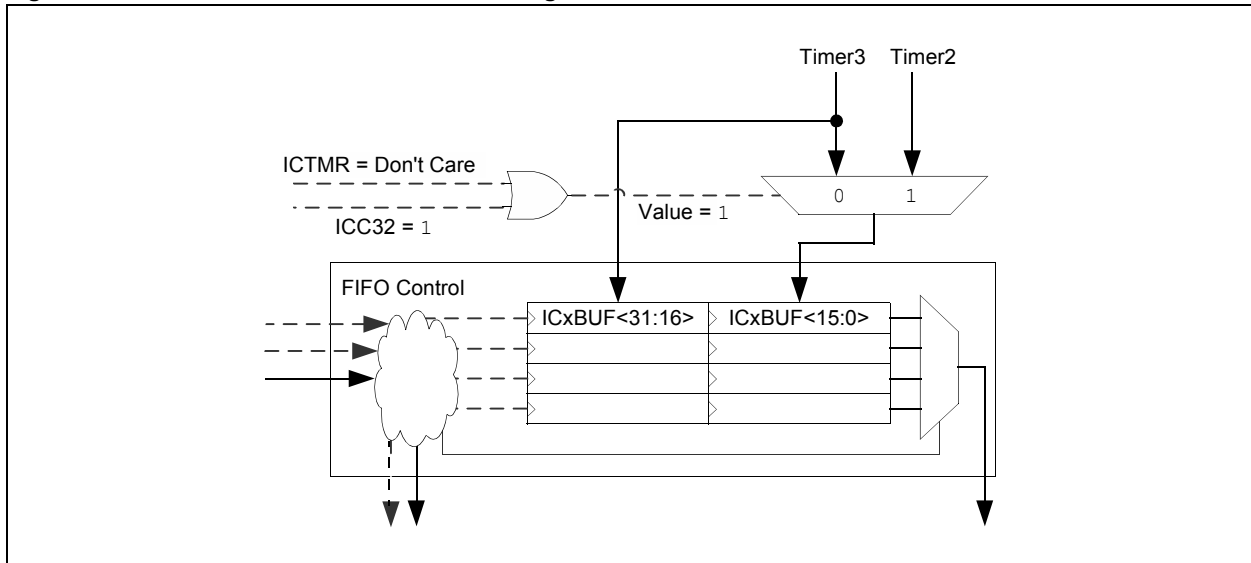 Timer3 Timer2
ICTMR = Don't Care
0 1
Value = 1
ICC32 = 1
FIFO Control
ICxBUF<31:16> ICxBUF<15:0>